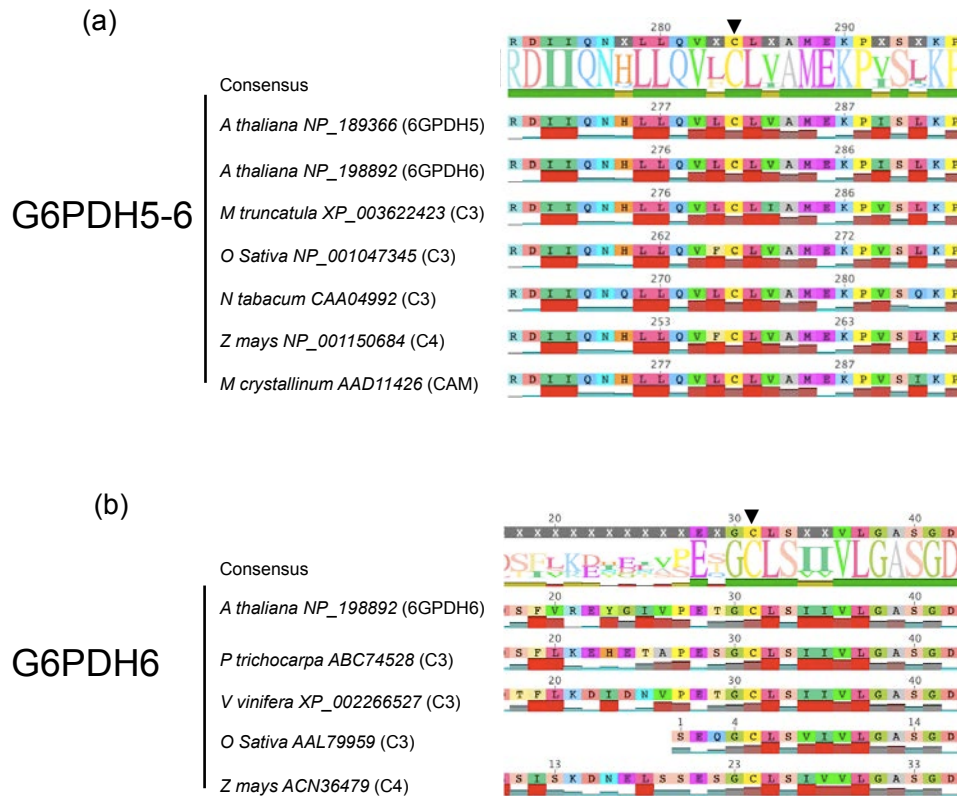 (a)
280 290
R D I I Q N X L L Q V X C L X A M E K P X S X K P
Consensus
277 287
A thaliana NP_189366 (6GPDH5) R D I I Q N H L L Q V L C L V A M E K P I S L K P
276 286
A thaliana NP_198892 (6GPDH6) R D I I Q N H L L Q V L C L V A M E K P I S L K P
276 286
G6PDH5-6
M truncatula XP_003622423 (C3) R D I I Q N H L L Q V L C L I A M E K P V S L K P
262 272
O Sativa NP_001047345 (C3) R D I I Q N H L L Q V F C L V A M E K P V S L K P
270 280
N tabacum CAA04992 (C3) R D I I Q N Q L L Q V L C L V A M E K P V S Q K P
253 263
Z mays NP_001150684 (C4) R D I I Q N H L L Q V F C L V A M E K P V S L K P
277 287
M crystallinum AAD11426 (CAM) R D I I Q N H L L Q V L C L V A M E K P V S I K P
(b)
20 30 40
X X X X X X X X X X E X G C L S X X V L G A S G D
Consensus
20 30 40
A thaliana NP_198892 (6GPDH6) S F V R E Y G I V P E T G C L S I I V L G A S G D
20 30 40
G6PDH6
P trichocarpa ABC74528 (C3) S F L K E H E T A P E S G C L S I I V L G A S G D
20 30 40
V vinifera XP_002266527 (C3) T F L K D I D N V P E T G C L S I I V L G A S G D
1 4 14
O Sativa AAL79959 (C3) S E Q G C L S V I V L G A S G D
13 23 33
Z mays ACN36479 (C4) S I S K D N E L S S E S G C L S I V V L G A S G D